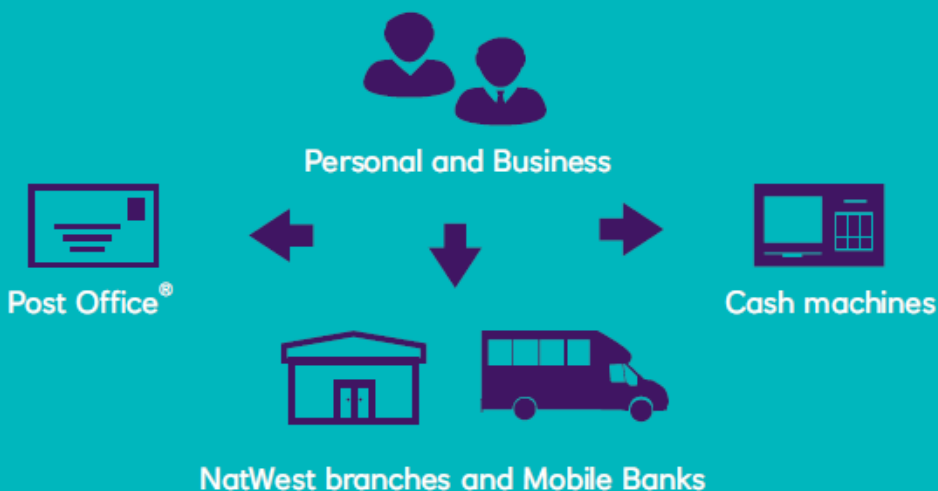 Personal and Business
Post Office®
Cash machines
NatWest branches and Mobile Banks